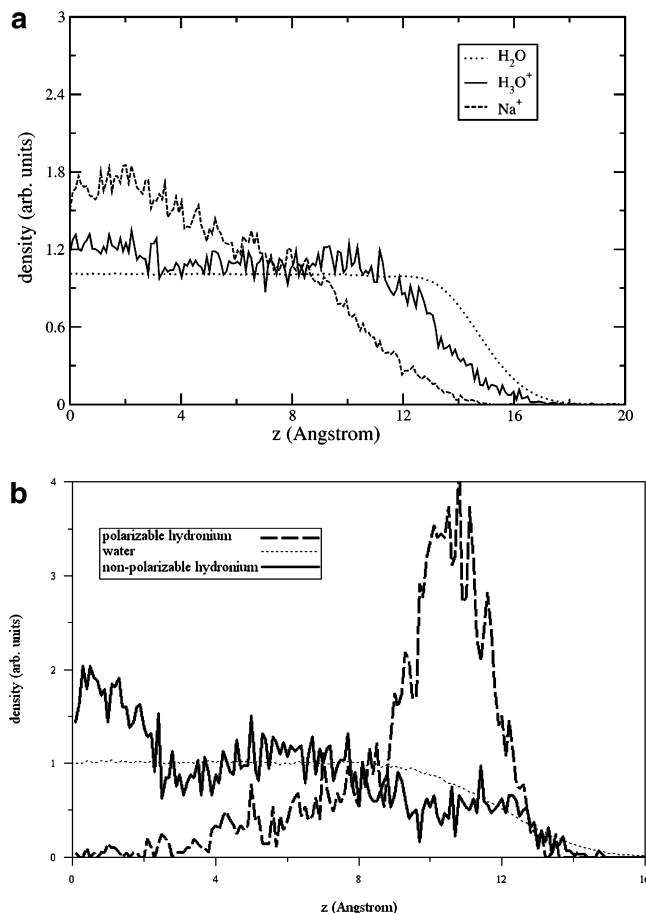 a
3
2.4
1.8
1.2
0.6
0
density (arb. units)
H₂O
H₃O⁺
Na⁺
0 4 8 12 16 20
z (Angstrom)
b
4
3
2
1
0
density (arb. units)
polarizable hydronium
water
non-polarizable hydronium
0 4 8 12 16
z (Angstrom)